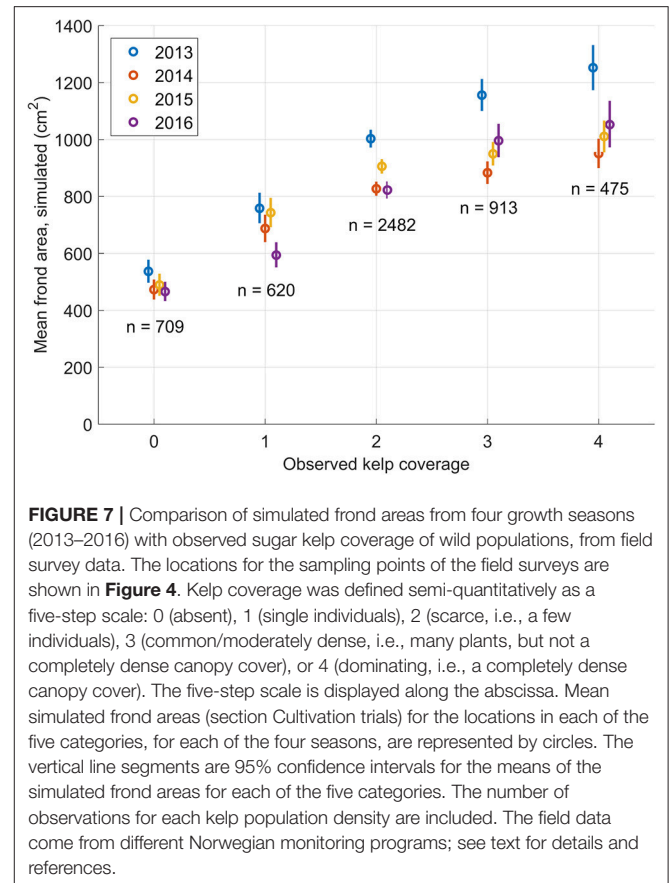 1400
1200
1000
800
600
400
200
0
Mean frond area, simulated (cm²)
2013
2014
2015
2016
n = 709
n = 620
n = 2482
n = 913
n = 475
0 1 2 3 4
Observed kelp coverage
FIGURE 7 | Comparison of simulated frond areas from four growth seasons
(2013–2016) with observed sugar kelp coverage of wild populations, from field
survey data. The locations for the sampling points of the field surveys are
shown in Figure 4. Kelp coverage was defined semi-quantitatively as a
five-step scale: 0 (absent), 1 (single individuals), 2 (scarce, i.e., a few
individuals), 3 (common/moderately dense, i.e., many plants, but not a
completely dense canopy cover), or 4 (dominating, i.e., a completely dense
canopy cover). The five-step scale is displayed along the abscissa. Mean
simulated frond areas (section Cultivation trials) for the locations in each of the
five categories, for each of the four seasons, are represented by circles. The
vertical line segments are 95% confidence intervals for the means of the
simulated frond areas for each of the five categories. The number of
observations for each kelp population density are included. The field data
come from different Norwegian monitoring programs; see text for details and
references.